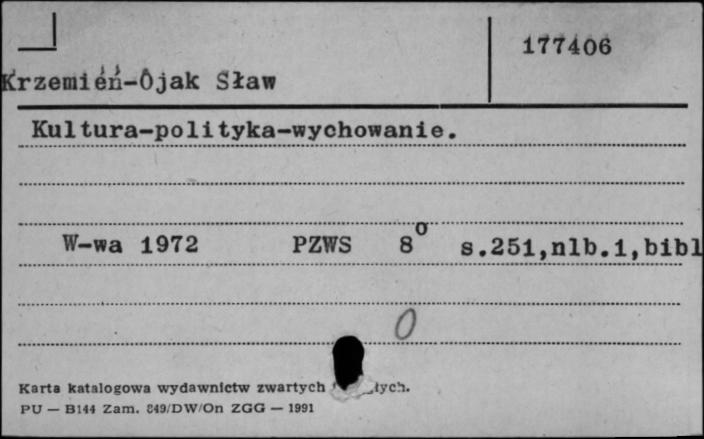 177406
Krzemień-Ojak Sław
Kultura-polityka-wychowanie.
W-wa 1972 PZWS 8° s.251,nlb.1,bibl
0
Karta katalogowa wydawnictw zwartych
PU — B144 Zam. 849/DW/On ZGG — 1991